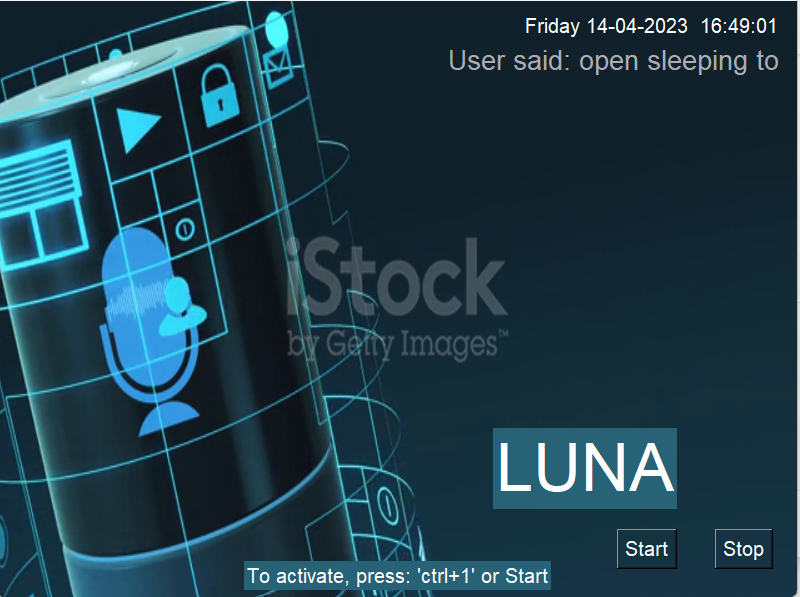 Friday 14-04-2023 16:49:01
User said: open sleeping to
iStock
by Getty Images™
LUNA
Start
Stop
To activate, press: 'ctrl+1' or Start